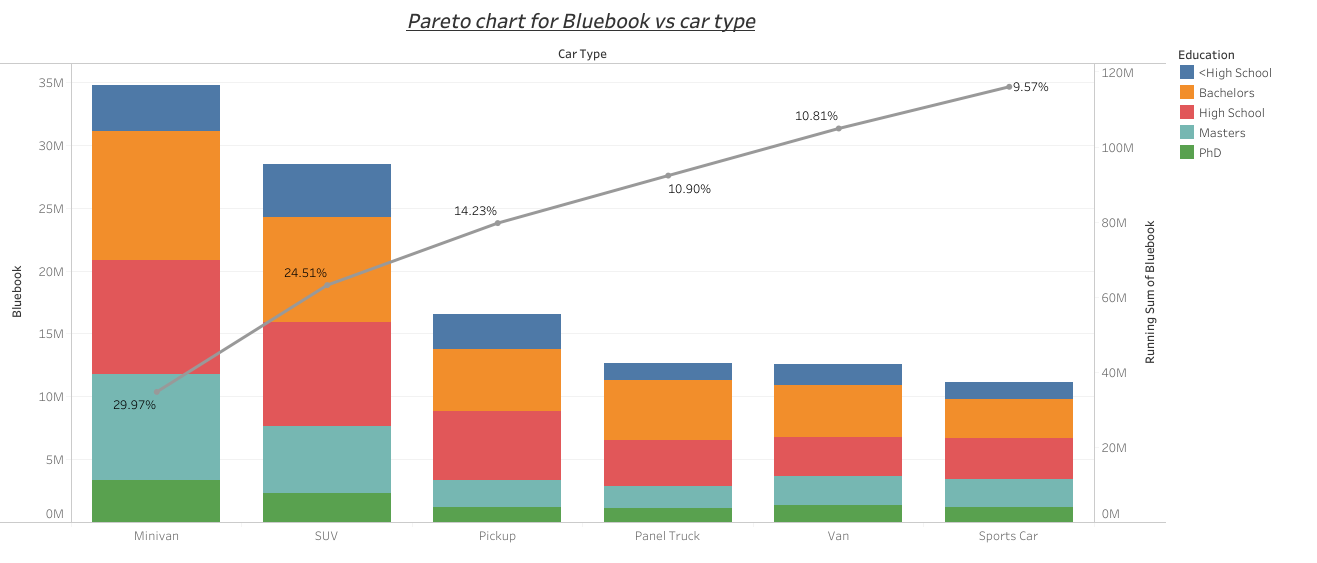 Pareto chart for Bluebook vs car type
Car Type
Education
<High School
Bachelors
High School
Masters
PhD
Bluebook
35M
30M
25M
20M
15M
10M
5M
0M
29.97%
24.51%
14.23%
10.90%
10.81%
9.57%
120M
100M
80M
60M
40M
20M
0M
Running Sum of Bluebook
Minivan
SUV
Pickup
Panel Truck
Van
Sports Car